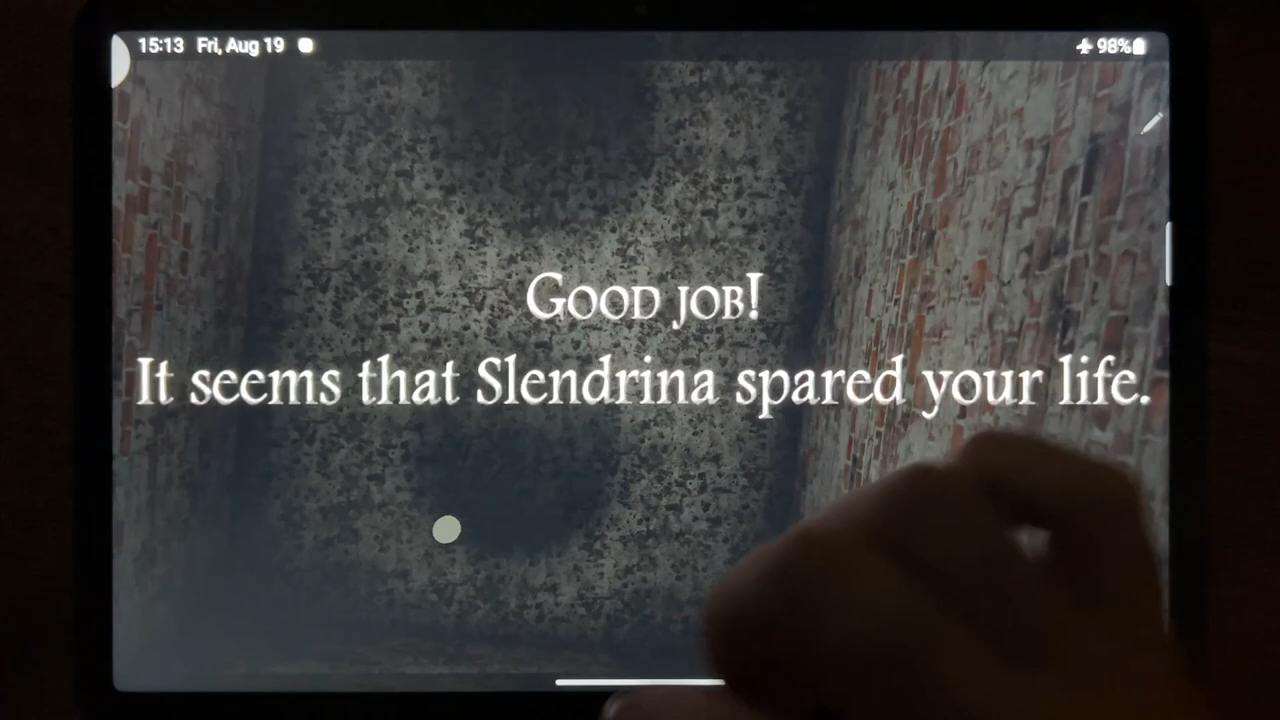 15:13 Fri, Aug 19 98%
Good job!
It seems that Slendrina spared your life.